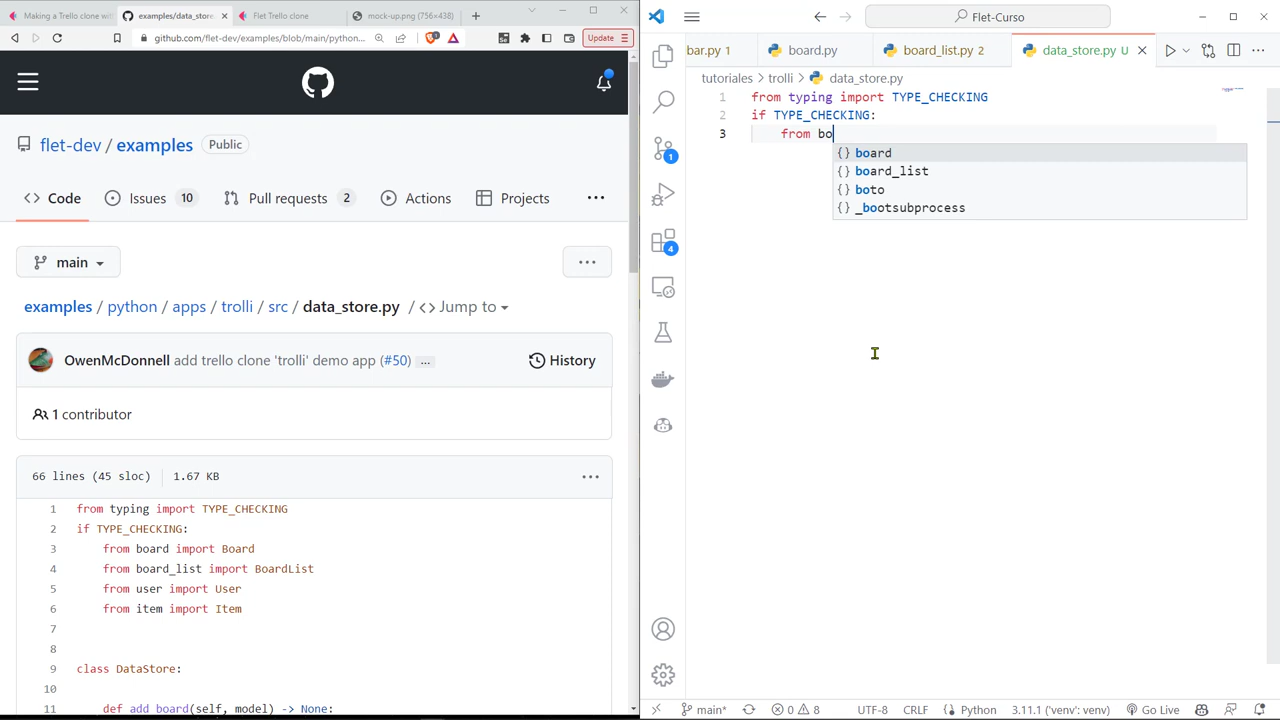 Making a Trello clone with
examples/data_store.
Flet Trello clone
mock-up.png (756×438)
github.com/flet-dev/examples/blob/main/python...
Update
flet-dev / examples
Public
Code
Issues 10
Pull requests 2
Actions
Projects
main
examples / python / apps / trolli / src / data_store.py / <> Jump to
OwenMcDonnell add trello clone 'trolli' demo app (#50) ...
History
1 contributor
66 lines (45 sloc) 1.67 KB
1 from typing import TYPE_CHECKING
2 if TYPE_CHECKING:
3 from board import Board
4 from board_list import BoardList
5 from user import User
6 from item import Item
7
8
9 class DataStore:
10
11 def add_board(self, model) -> None:
Flet-Curso
bar.py 1
board.py
board_list.py 2
data_store.py U
tutoriales > trolli > data_store.py
1 from typing import TYPE_CHECKING
2 if TYPE_CHECKING:
3 from bo
{} board
{} board_list
{} boto
{} _bootsubprocess
1
4
main*
0
8
UTF-8
CRLF
Python
3.11.1 ('venv': venv)
Go Live